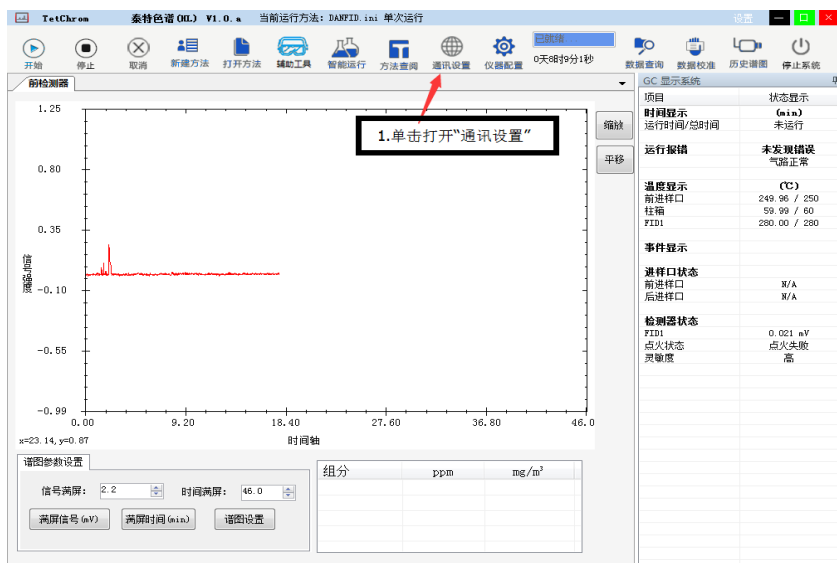 TetChrom 泰特色谱(HL) V1.0.a 当前运行方法: DANFID.ini 单次运行 设置
开始 停止 取消 新建方法 打开方法 辅助工具 智能运行 方法查阅 通讯设置 仪器配置 已就绪 0天8时9分1秒 数据查询 数据校准 历史谱图 停止系统
前检测器
GC 显示系统
1.单击打开“通讯设置”
缩放
平移
信号强度
1.25
0.80
0.35
-0.10
-0.55
-0.99
0.00 9.20 18.40 27.60 36.80 46.0
x=23.14,y=0.87
时间轴
谱图参数设置
信号满屏: 2.2 时间满屏: 46.0
满屏信号(mV) 满屏时间(min) 谱图设置
组分 ppm mg/m³
项目 状态显示
时间显示 (min)
运行时间/总时间 未运行
运行报错 未发现错误
气路正常
温度显示 (℃)
前进样口 249.96 / 250
柱箱 59.99 / 60
FID1 280.00 / 280
事件显示
进样口状态
前进样口 N/A
后进样口 N/A
检测器状态
FID1 0.021 mV
点火状态 点火失败
灵敏度 高